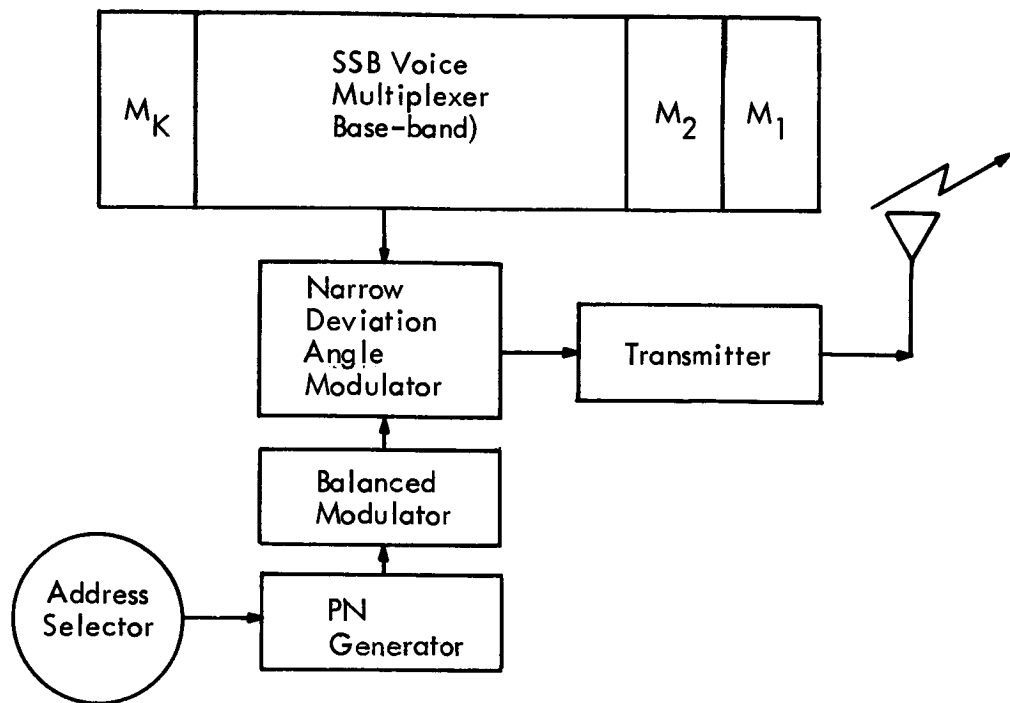 M_K
SSB Voice
Multiplexer
Base-band)
M_2
M_1
Narrow
Deviation
Angle
Modulator
Transmitter
Balanced
Modulator
Address
Selector
PN
Generator